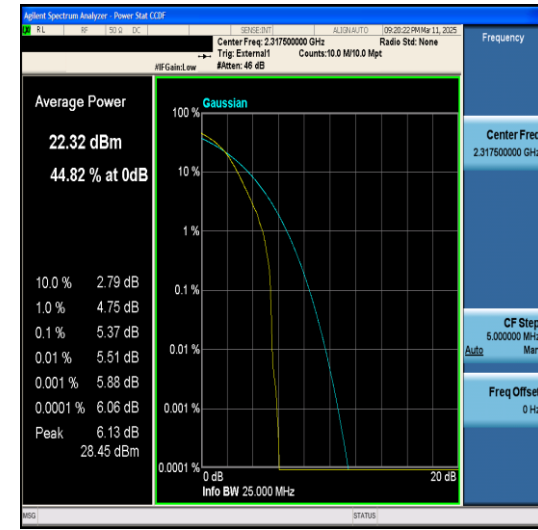 Agilent Spectrum Analyzer - Power Stat CCDF
RL RF 50 Ω DC SENSE:INT ALIGNAUTO 09:20:22 PM Mar 11, 2025
Center Freq: 2.317500000 GHz Radio Std: None
Trig: External1 Counts:10.0 M/10.0 Mpt
#IFGain:Low #Atten: 46 dB
Frequency
Average Power
22.32 dBm
44.82 % at 0dB
10.0 % 2.79 dB
1.0 % 4.75 dB
0.1 % 5.37 dB
0.01 % 5.51 dB
0.001 % 5.88 dB
0.0001 % 6.06 dB
Peak 6.13 dB
28.45 dBm
Gaussian
100 %
10 %
1 %
0.1 %
0.01 %
0.001 %
0.0001 %
0 dB 20 dB
Info BW 25.000 MHz
Center Freq
2.317500000 GHz
CF Step
5.000000 MHz
Auto Man
Freq Offset
0 Hz
MSG STATUS